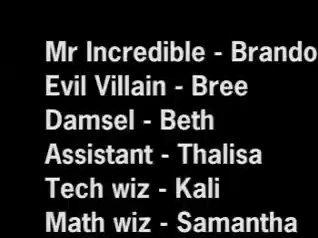 Mr Incredible - Brando
Evil Villain - Bree
Damsel - Beth
Assistant - Thalisa
Tech wiz - Kali
Math wiz - Samantha